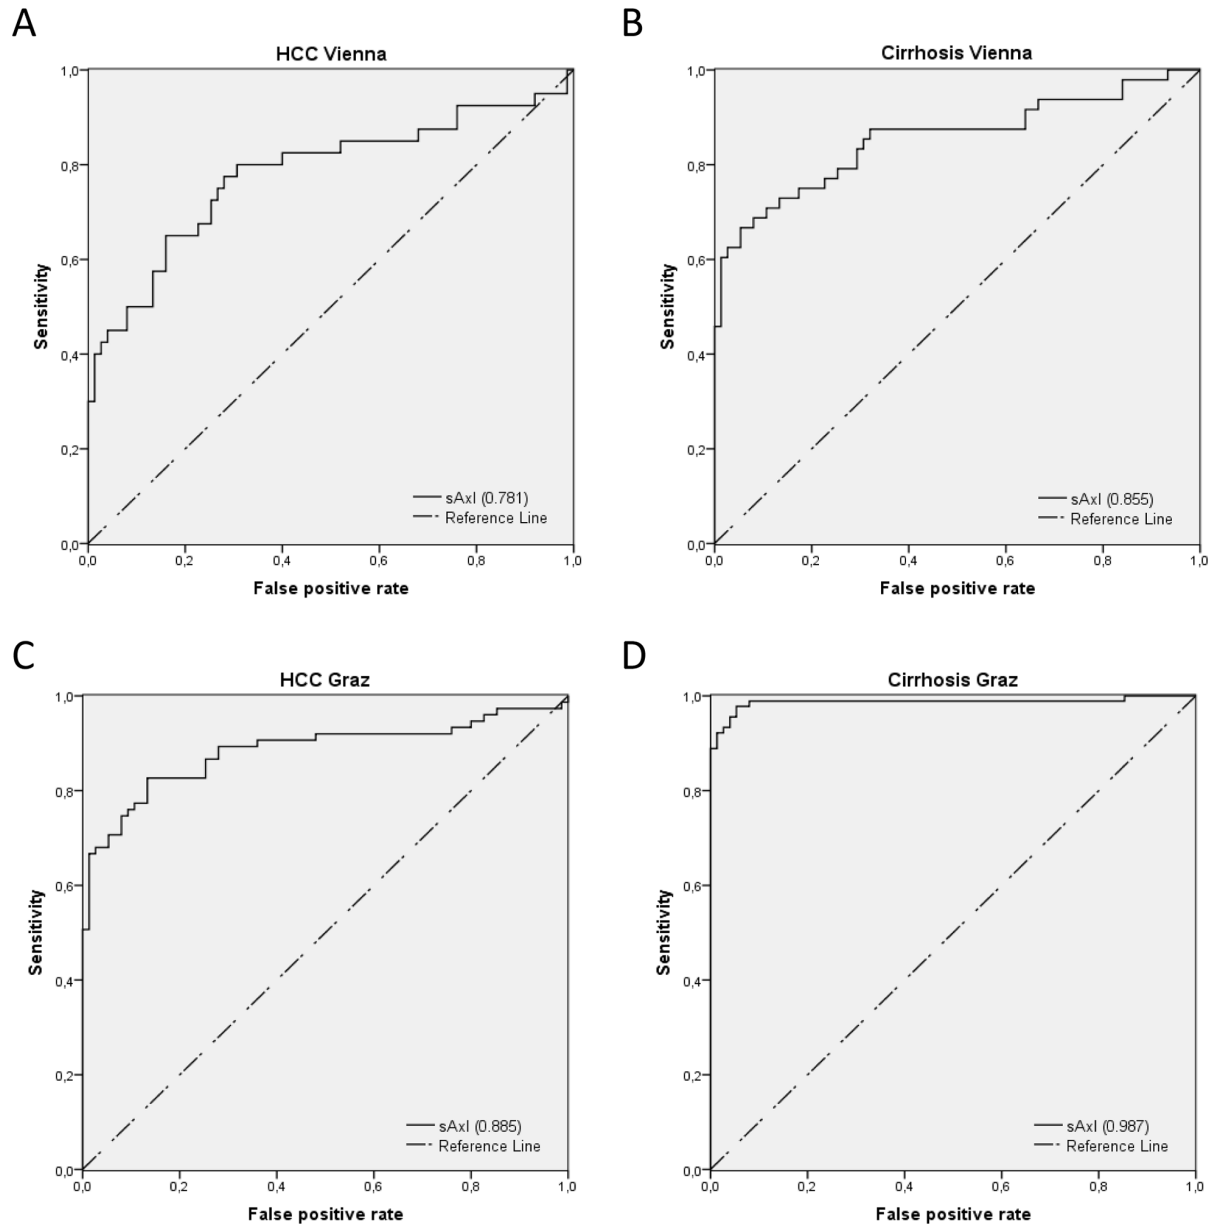 A
HCC Vienna
1,0
0,8
0,6
0,4
0,2
0,0
Sensitivity
sAxl (0.781)
Reference Line
0,0 0,2 0,4 0,6 0,8 1,0
False positive rate
B
Cirrhosis Vienna
1,0
0,8
0,6
0,4
0,2
0,0
Sensitivity
sAxl (0.855)
Reference Line
0,0 0,2 0,4 0,6 0,8 1,0
False positive rate
C
HCC Graz
1,0
0,8
0,6
0,4
0,2
0,0
Sensitivity
sAxl (0.885)
Reference Line
0,0 0,2 0,4 0,6 0,8 1,0
False positive rate
D
Cirrhosis Graz
1,0
0,8
0,6
0,4
0,2
0,0
Sensitivity
sAxl (0.987)
Reference Line
0,0 0,2 0,4 0,6 0,8 1,0
False positive rate